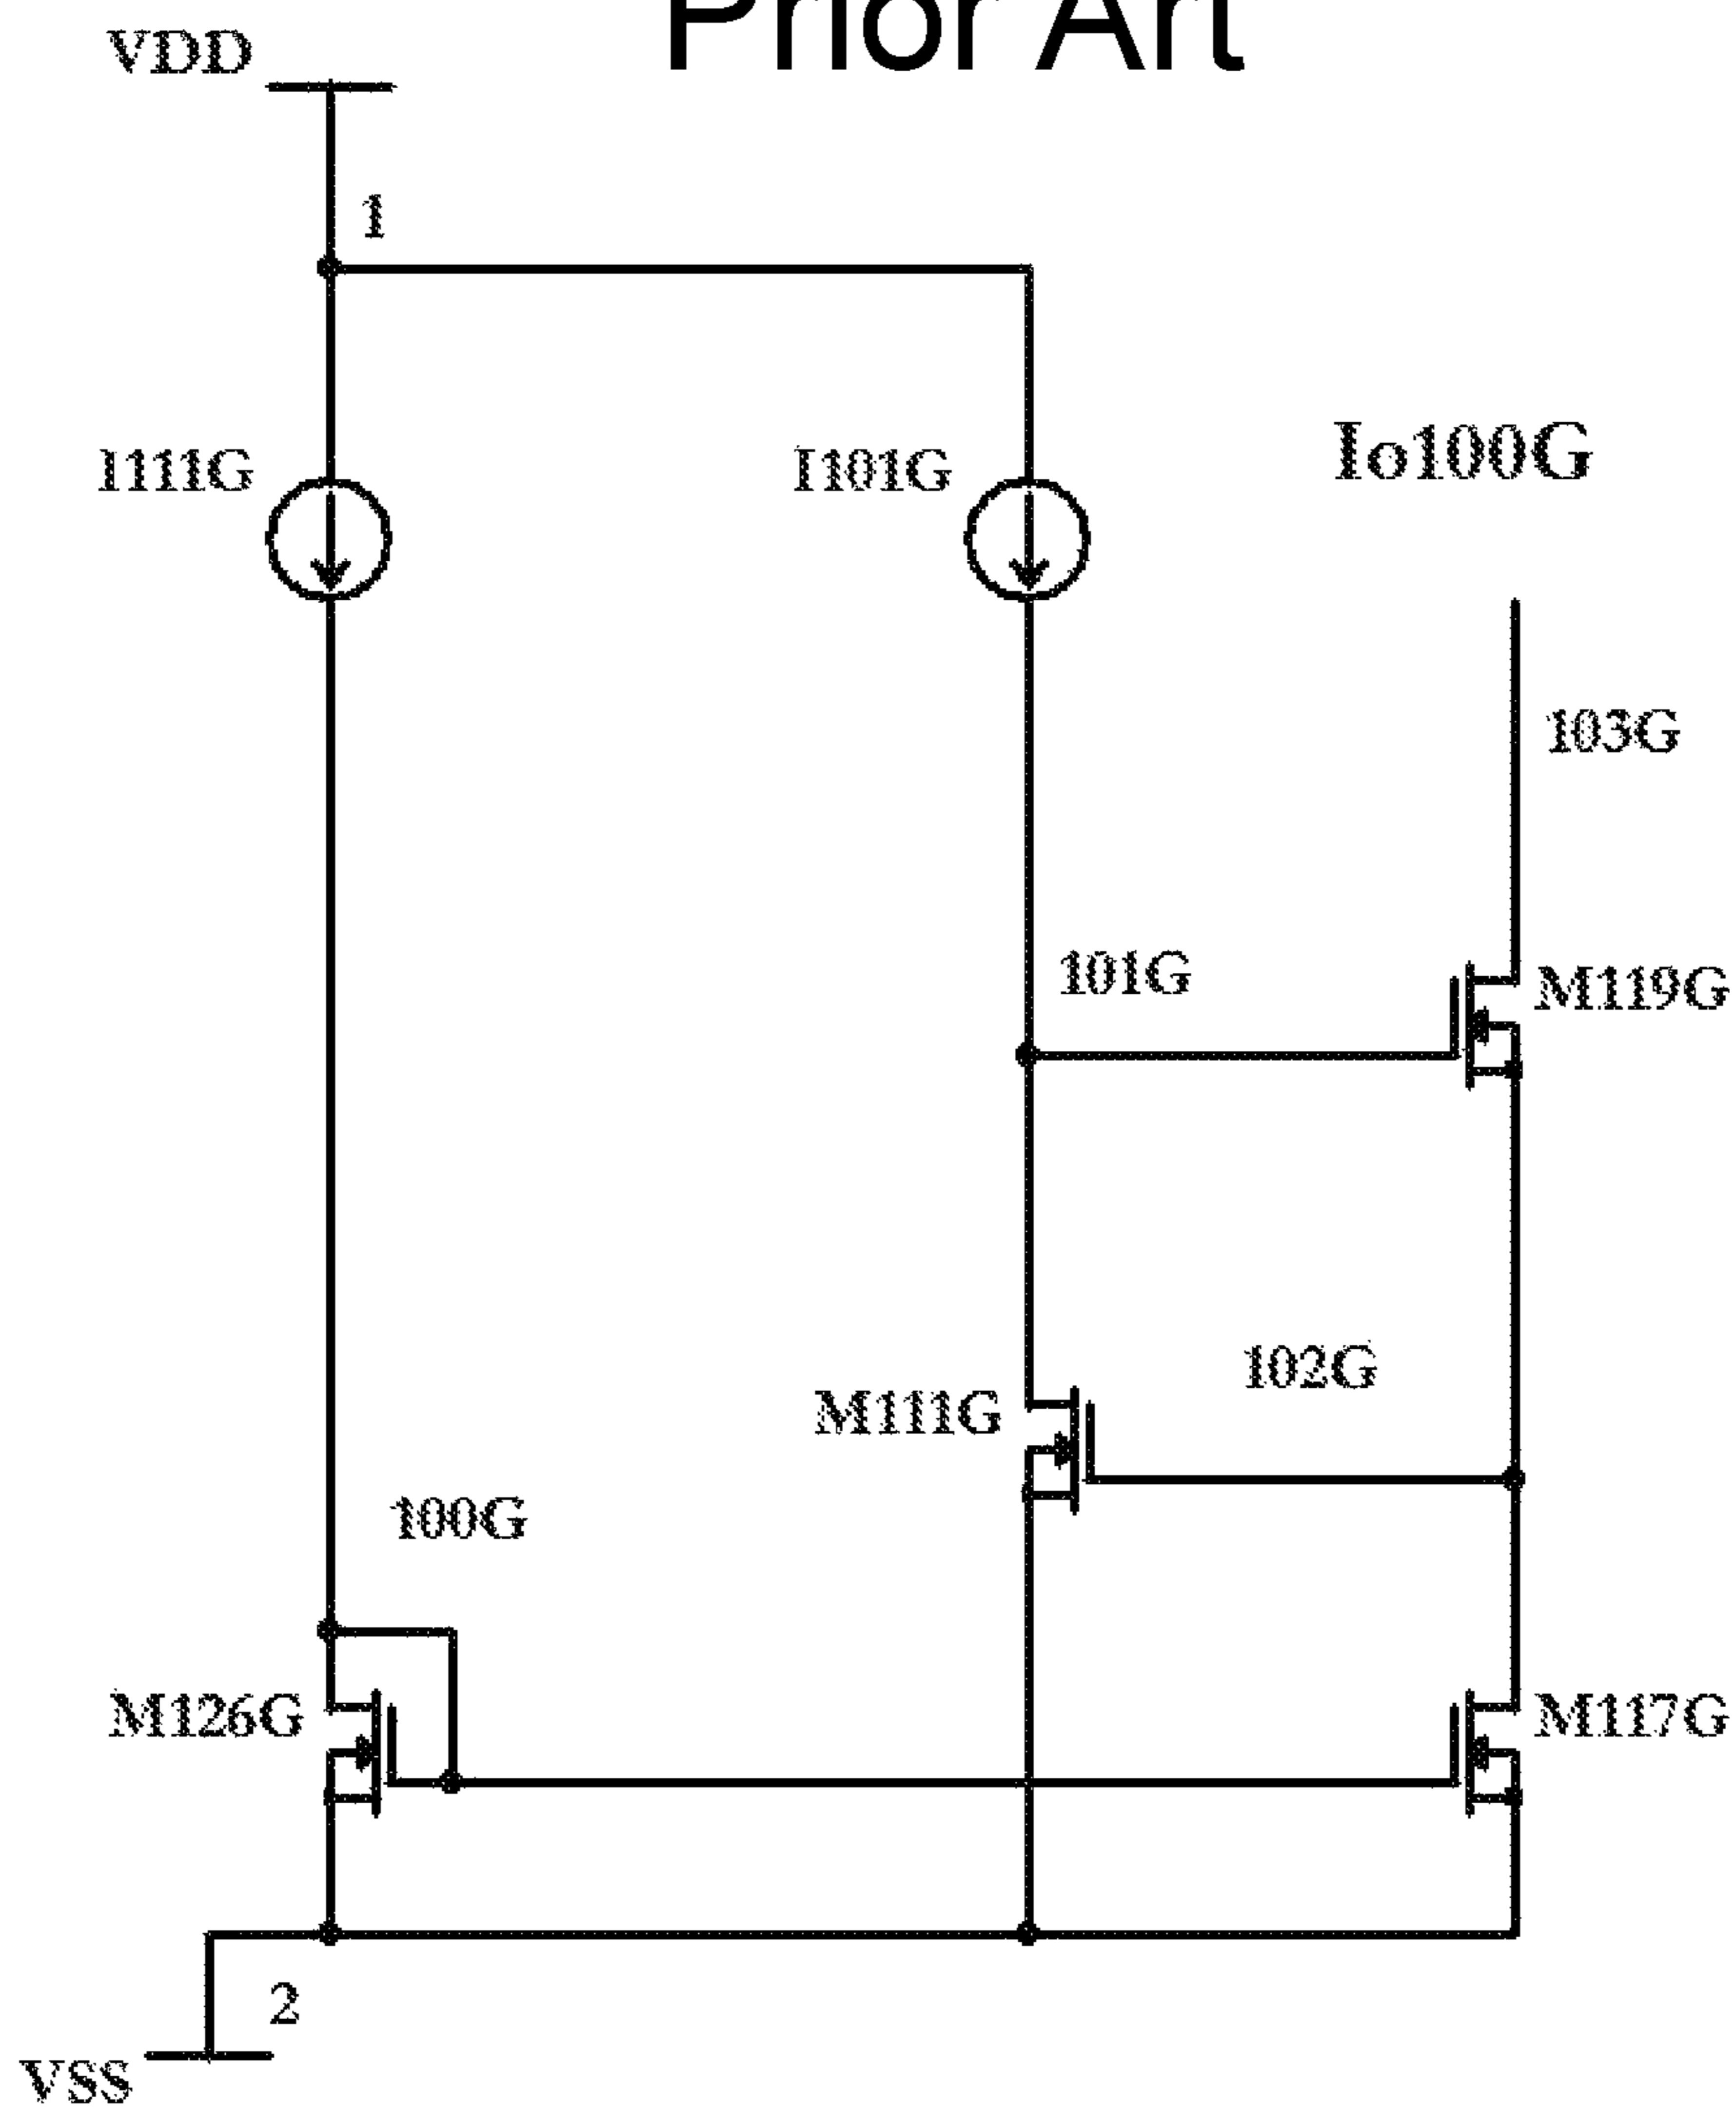 Prior Art
VDD
1
I111G
I101G
Io100G
103G
101G
M119G
M111G
102G
100G
M126G
M117G
2
VSS